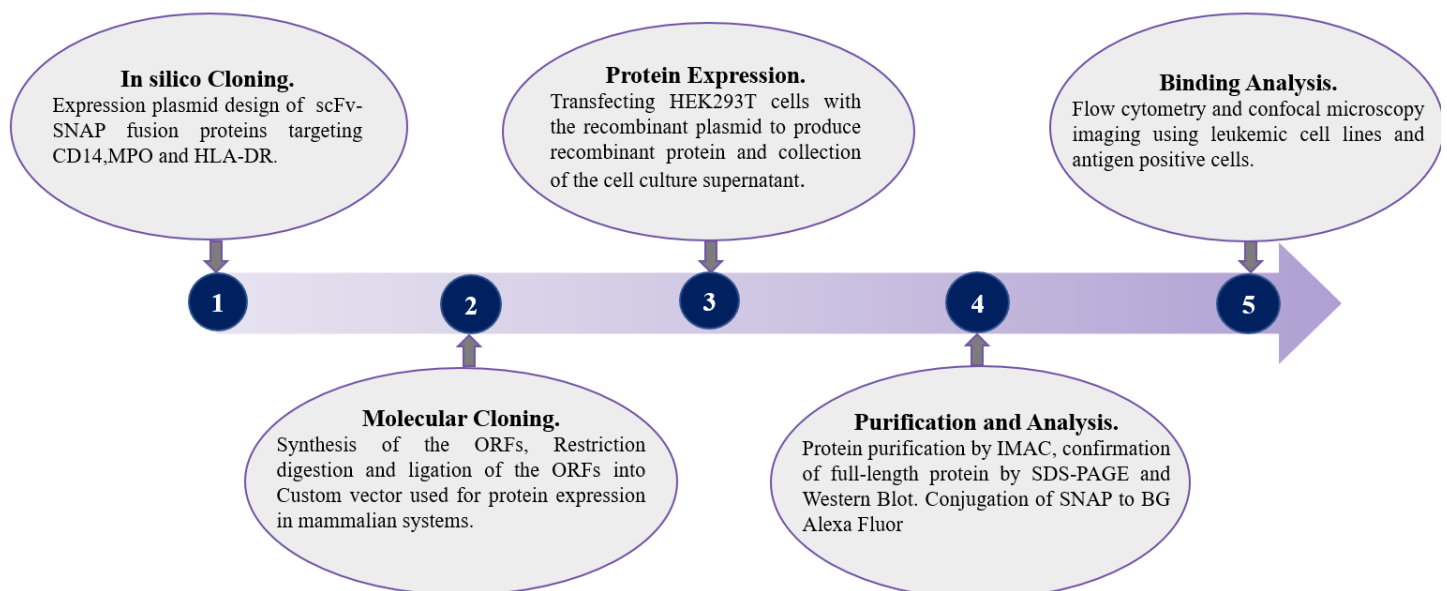 In silico Cloning.
Expression plasmid design of scFv-
SNAP fusion proteins targeting
CD14,MPO and HLA-DR.
Protein Expression.
Transfecting HEK293T cells with
the recombinant plasmid to produce
recombinant protein and collection
of the cell culture supernatant.
Binding Analysis.
Flow cytometry and confocal microscopy
imaging using leukemic cell lines and
antigen positive cells.
1
2
3
4
5
Molecular Cloning.
Synthesis of the ORFs, Restriction
digestion and ligation of the ORFs into
Custom vector used for protein expression
in mammalian systems.
Purification and Analysis.
Protein purification by IMAC, confirmation
of full-length protein by SDS-PAGE and
Western Blot. Conjugation of SNAP to BG
Alexa Fluor